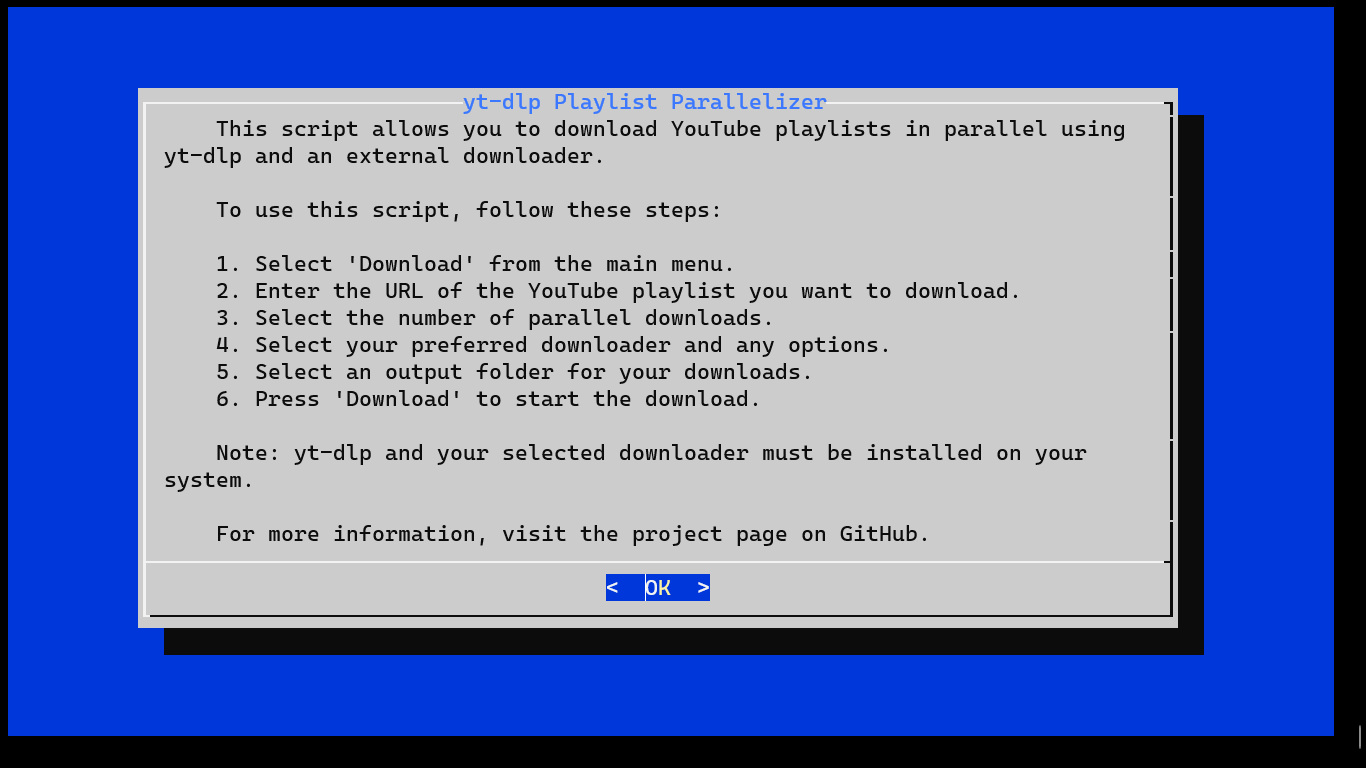 yt-dlp Playlist Parallelizer
This script allows you to download YouTube playlists in parallel using
yt-dlp and an external downloader.
To use this script, follow these steps:
1. Select 'Download' from the main menu.
2. Enter the URL of the YouTube playlist you want to download.
3. Select the number of parallel downloads.
4. Select your preferred downloader and any options.
5. Select an output folder for your downloads.
6. Press 'Download' to start the download.
Note: yt-dlp and your selected downloader must be installed on your
system.
For more information, visit the project page on GitHub.
<  OK  >